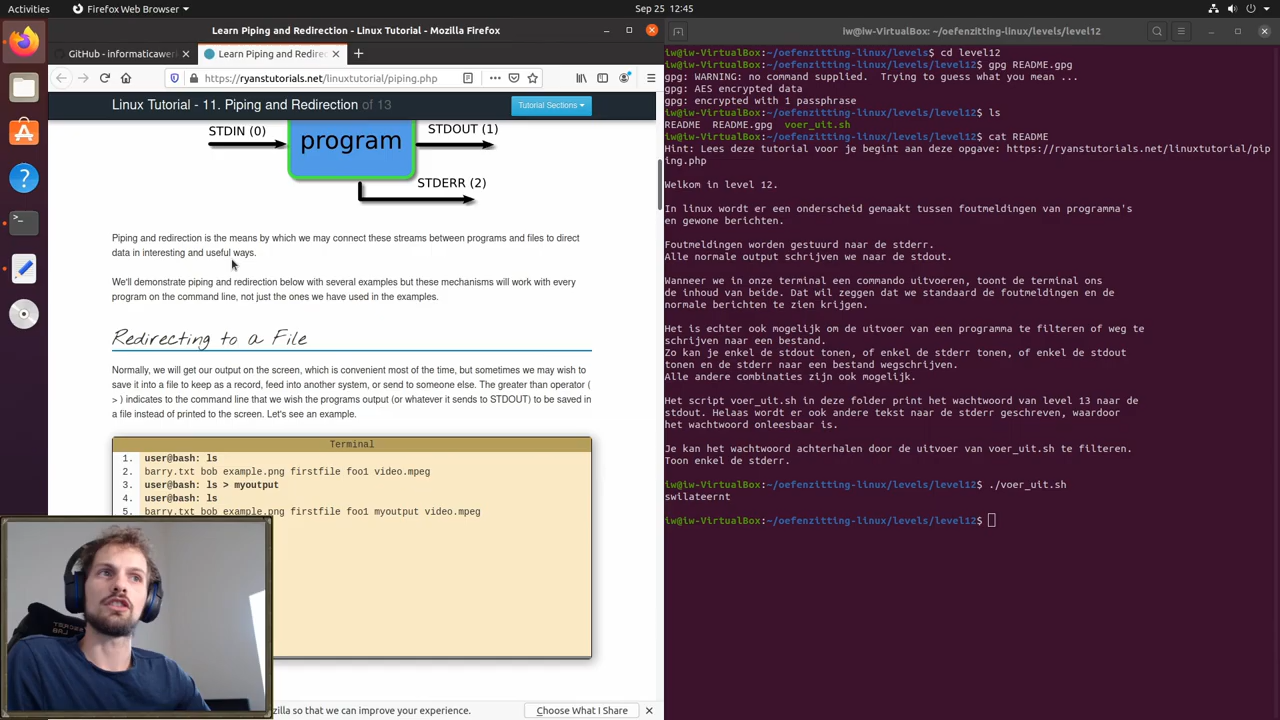 Activities
Firefox Web Browser
Sep 25 12:45
Learn Piping and Redirection - Linux Tutorial - Mozilla Firefox
GitHub - informaticawerk
Learn Piping and Redirec
https://ryanstutorials.net/linuxtutorial/piping.php
Linux Tutorial - 11. Piping and Redirection of 13
Tutorial Sections
STDIN (0)
program
STDOUT (1)
STDERR (2)
Piping and redirection is the means by which we may connect these streams between programs and files to direct
data in interesting and useful ways.
We'll demonstrate piping and redirection below with several examples but these mechanisms will work with every
program on the command line, not just the ones we have used in the examples.
Redirecting to a File
Normally, we will get our output on the screen, which is convenient most of the time, but sometimes we may wish to
save it into a file to keep as a record, feed into another system, or send to someone else. The greater than operator (
> ) indicates to the command line that we wish the programs output (or whatever it sends to STDOUT) to be saved in
a file instead of printed to the screen. Let's see an example.
Terminal
1. user@bash: ls
2. barry.txt bob example.png firstfile foo1 video.mpeg
3. user@bash: ls > myoutput
4. user@bash: ls
5. barry.txt bob example.png firstfile foo1 myoutput video.mpeg
zilla so that we can improve your experience.
Choose What I Share
iw@iw-VirtualBox: ~/oefenzitting-linux/levels/level12
iw@iw-VirtualBox:~/oefenzitting-linux/levels$ cd level12
iw@iw-VirtualBox:~/oefenzitting-linux/levels/level12$ gpg README.gpg
gpg: WARNING: no command supplied.  Trying to guess what you mean ...
gpg: AES encrypted data
gpg: encrypted with 1 passphrase
iw@iw-VirtualBox:~/oefenzitting-linux/levels/level12$ ls
README  README.gpg  voer_uit.sh
iw@iw-VirtualBox:~/oefenzitting-linux/levels/level12$ cat README
Hint: Lees deze tutorial voor je begint aan deze opgave: https://ryanstutorials.net/linuxtutorial/pip
ing.php
Welkom in level 12.
In linux wordt er een onderscheid gemaakt tussen foutmeldingen van programma's
en gewone berichten.
Foutmeldingen worden gestuurd naar de stderr.
Alle normale output schrijven we naar de stdout.
Wanneer we in onze terminal een commando uitvoeren, toont de terminal ons
de inhoud van beide. Dat wil zeggen dat we standaard de foutmeldingen en de
normale berichten te zien krijgen.
Het is echter ook mogelijk om de uitvoer van een programma te filteren of weg te
schrijven naar een bestand.
Zo kan je enkel de stdout tonen, of enkel de stderr tonen, of enkel de stdout
tonen en de stderr naar een bestand wegschrijven.
Alle andere combinaties zijn ook mogelijk.
Het script voer_uit.sh in deze folder print het wachtwoord van level 13 naar de
stdout. Helaas wordt er ook andere tekst naar de stderr geschreven, waardoor
het wachtwoord onleesbaar is.
Je kan het wachtwoord achterhalen door de uitvoer van voer_uit.sh te filteren.
Toon enkel de stderr.
iw@iw-VirtualBox:~/oefenzitting-linux/levels/level12$ ./voer_uit.sh
swilateernt
iw@iw-VirtualBox:~/oefenzitting-linux/levels/level12$